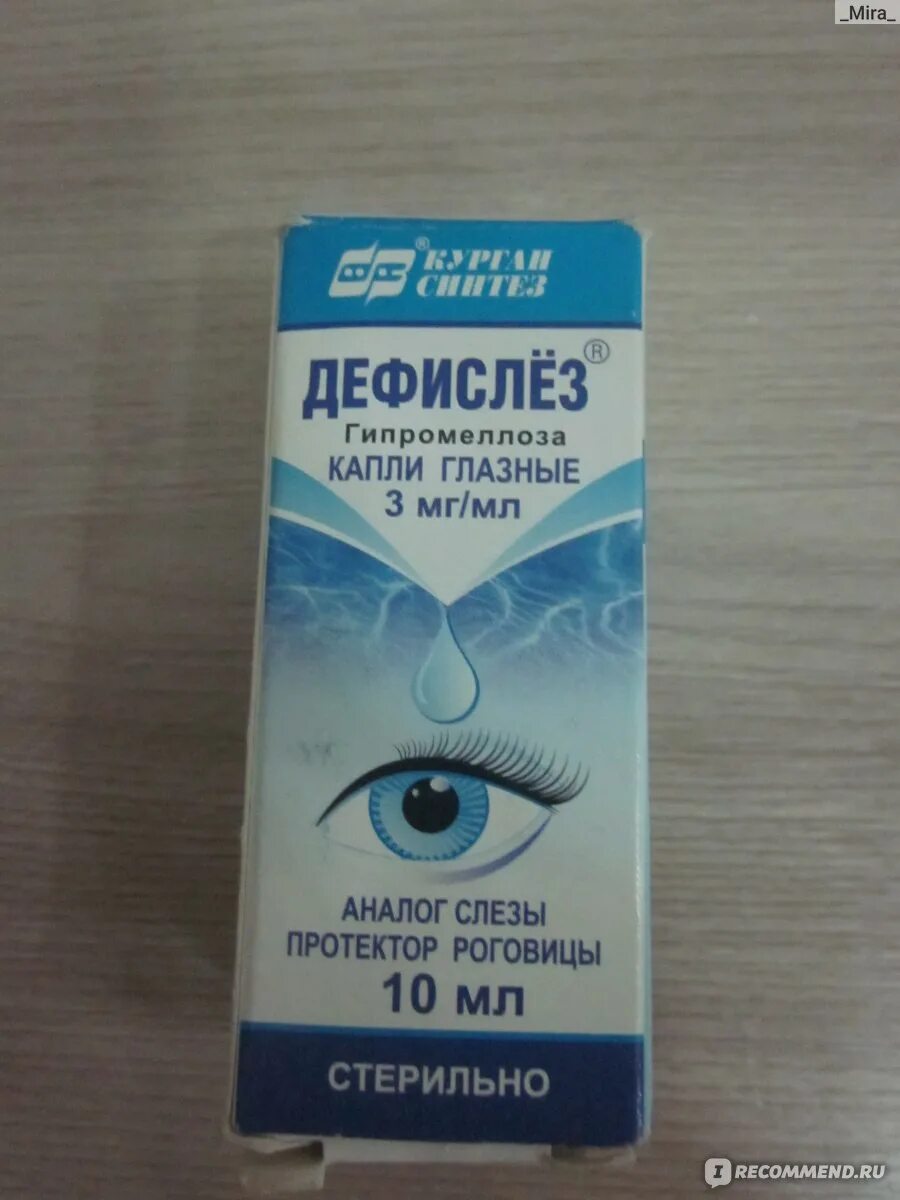 _Mira_
® КУРГАН
СИНТЕЗ
ДЕФИСЛЁЗ®
Гипромеллоза
КАПЛИ ГЛАЗНЫЕ
3 мг/мл
АНАЛОГ СЛЕЗЫ
ПРОТЕКТОР РОГОВИЦЫ
10 мл
СТЕРИЛЬНО
I RECOMMEND.RU